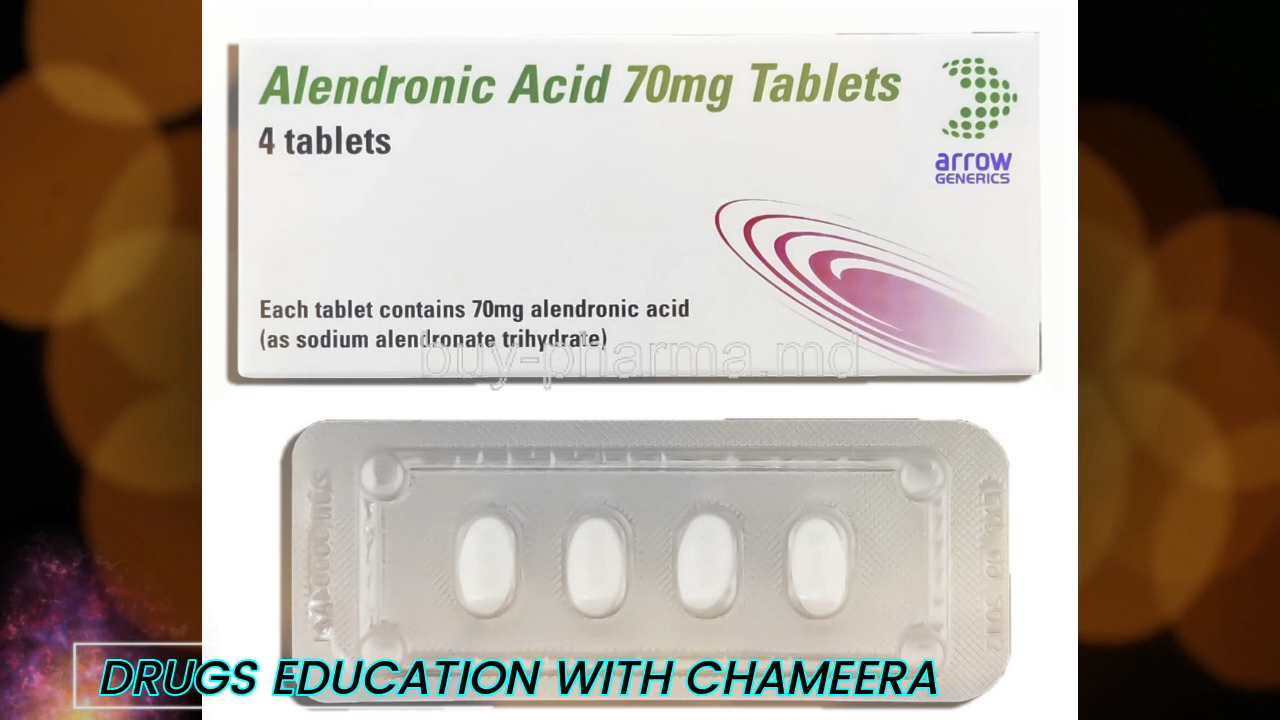 Alendronic Acid 70mg Tablets
4 tablets
arrow
GENERICS
Each tablet contains 70mg alendronic acid
(as sodium alendronate trihydrate)
buy-pharma.md
DRUGS EDUCATION WITH CHAMEERA